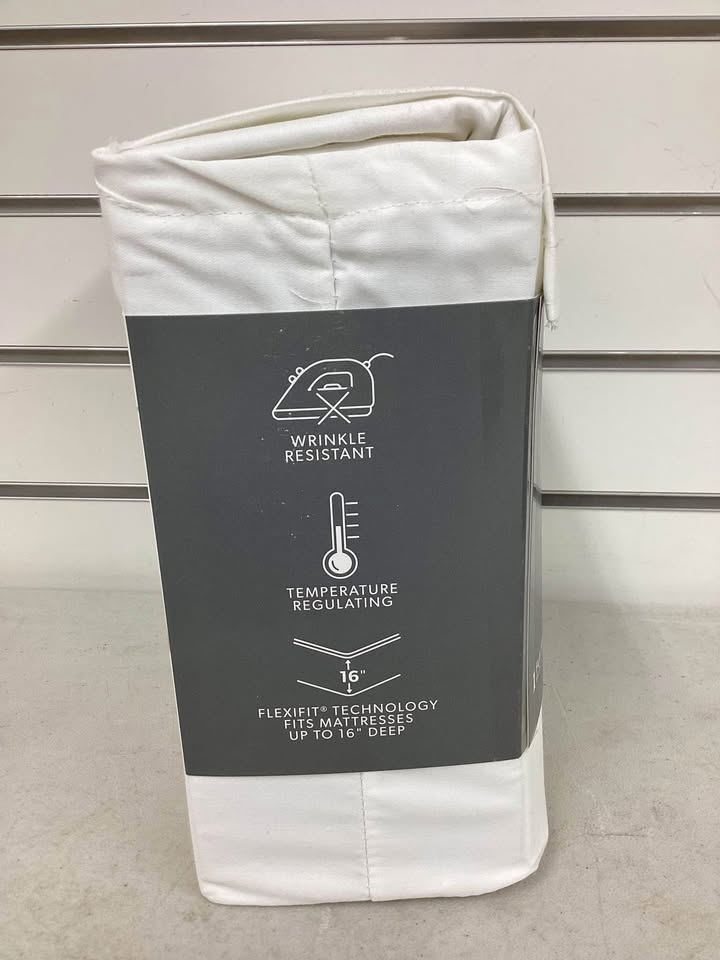 WRINKLE
RESISTANT
TEMPERATURE
REGULATING
16"
FLEXIFIT® TECHNOLOGY
FITS MATTRESSES
UP TO 16" DEEP